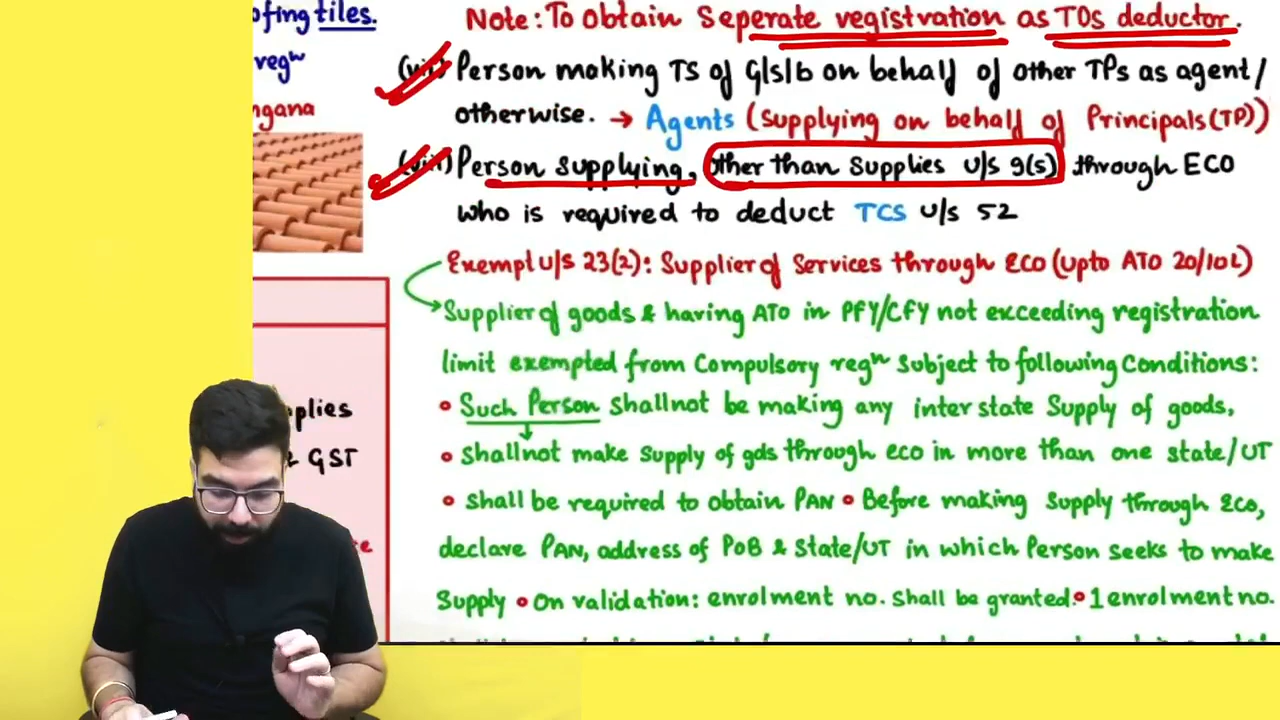 ofing tiles.
regn
ngana
plies
GST
Note: To obtain Seperate registration as TDs deductor.
(vii) Person making TS of G|s|b on behalf of other TPs as agent/
otherwise. → Agents (supplying on behalf of Principals(TP))
(viii) Person supplying, other than supplies u/s 9(5) through ECO
who is required to deduct TCS u/s 52
Exempt u/s 23(2): Supplier of Services through ECO (upto ATO 20/10L)
Supplier of goods & having ATO in PFY/CFY not exceeding registration
limit exempted from Compulsory regn subject to following Conditions:
• Such Person shall not be making any interstate Supply of goods,
• shall not make supply of gds through eco in more than one state/UT
• shall be required to obtain PAN • Before making supply through Eco,
declare PAN, address of PoB & state/UT in which Person seeks to make
Supply • On validation: enrolment no. shall be granted. • 1 enrolment no.